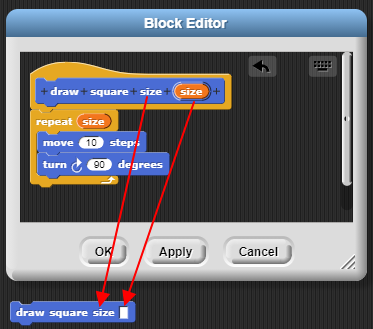 Block Editor
+ draw + square + size + size +
repeat size
move 10 steps
turn 90 degrees
OK Apply Cancel
draw square size